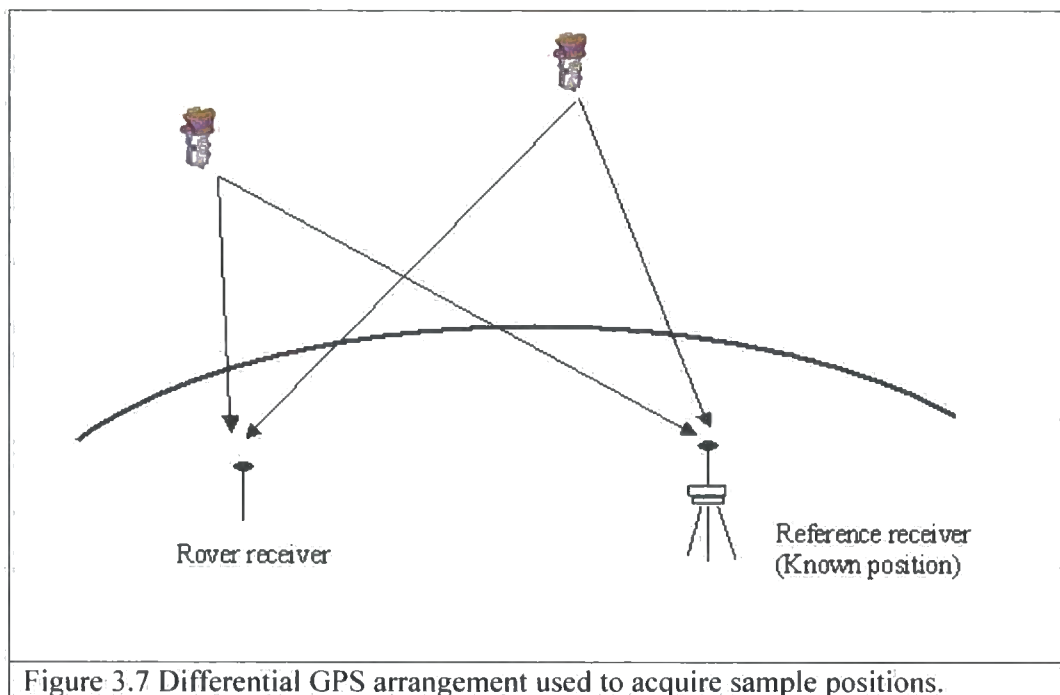 Rover receiver
Reference receiver
(Known position)
Figure 3.7 Differential GPS arrangement used to acquire sample positions.